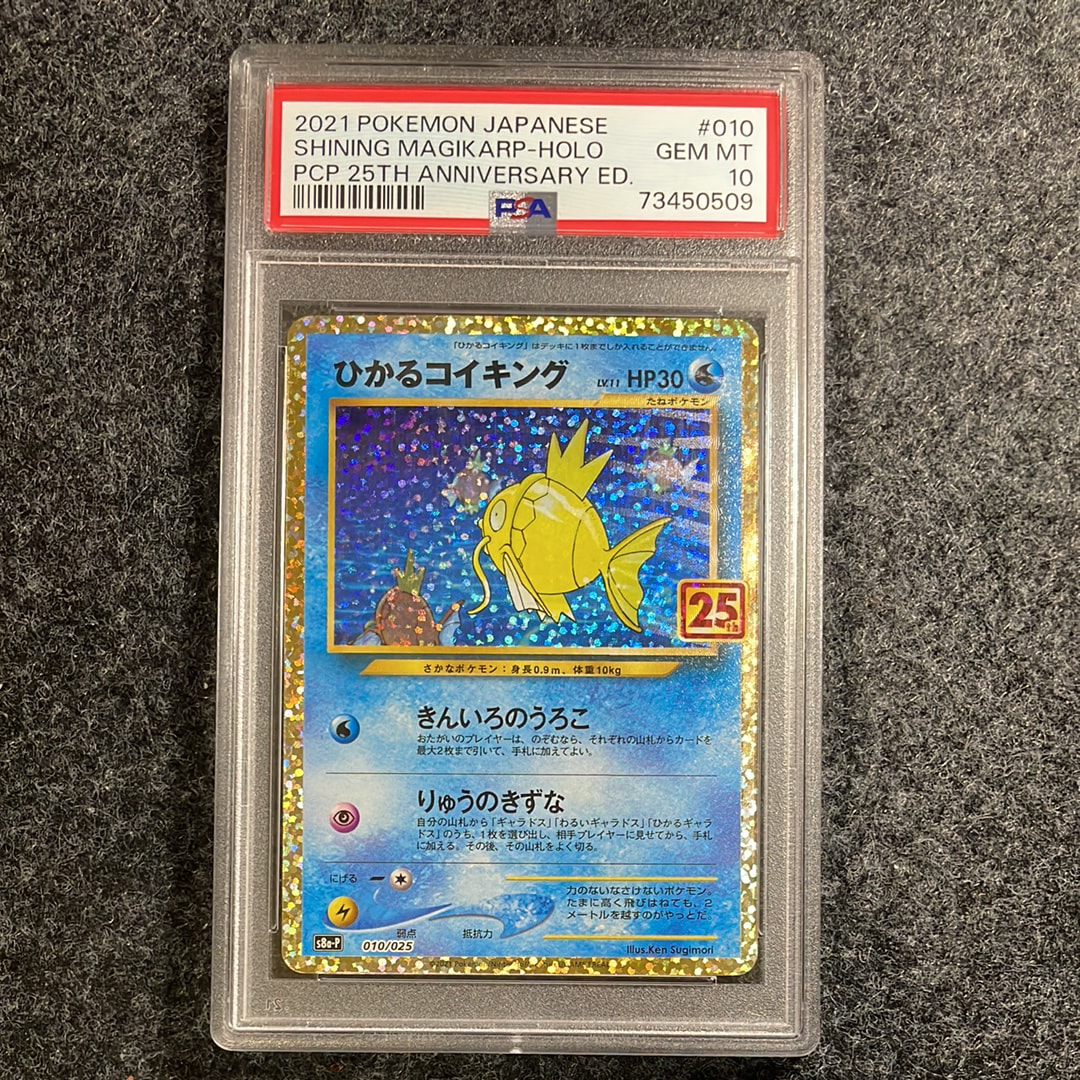 2021 POKEMON JAPANESE #010
SHINING MAGIKARP-HOLO GEM MT
PCP 25TH ANNIVERSARY ED. 10
PSA 73450509
「ひかるコイキング」はデッキに1枚までしか入れることができません。
ひかるコイキング LV.11 HP30
たねポケモン
25th
さかなポケモン：身長0.9m、体重10kg
きんいろのうろこ
おたがいのプレイヤーは、のぞむなら、それぞれの山札からカードを
最大2枚まで引いて、手札に加えてよい。
りゅうのきずな
自分の山札から「ギャラドス」「わるいギャラドス」「ひかるギャラ
ドス」のうち、1枚を選び出し、相手プレイヤーに見せてから、手札
に加える。その後、その山札をよく切る。
にげる
力のないなさけないポケモン。
たまに高く飛びはねても、2
メートルを越すのがやっとだ。
弱点 抵抗力
s8a-P 010/025 Illus.Ken Sugimori